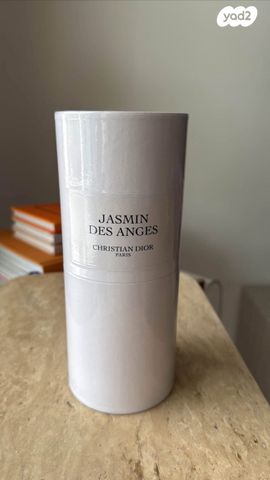 yad2
JASMIN
DES ANGES
CHRISTIAN DIOR
PARIS